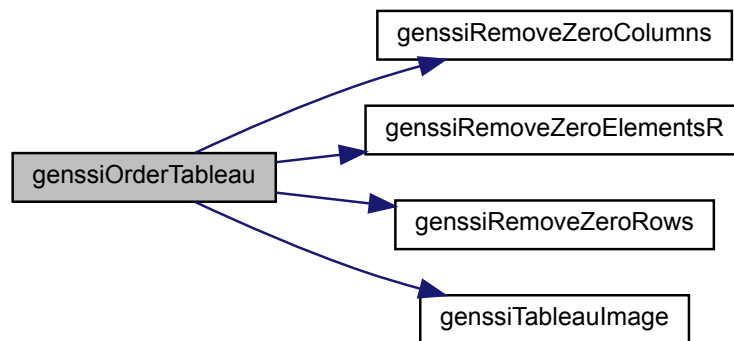 genssiRemoveZeroColumns
genssiRemoveZeroElementsR
genssiOrderTableau
genssiRemoveZeroRows
genssiTableauImage